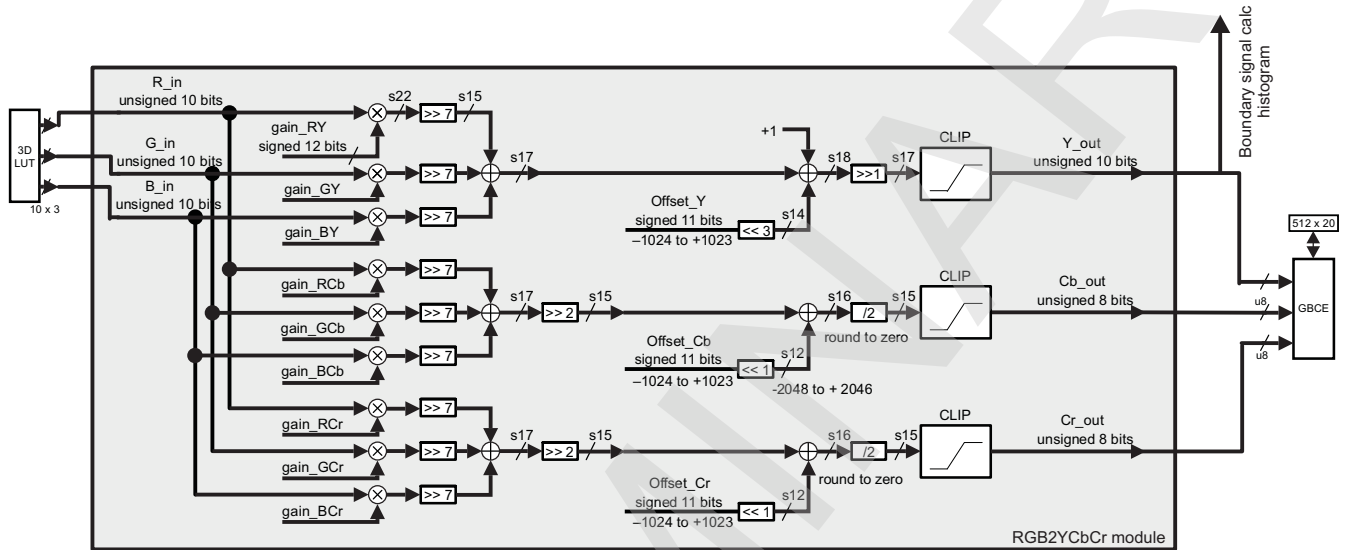 Boundary signal calc
histogram
3D
LUT
10 x 3
R_in
unsigned 10 bits
G_in
unsigned 10 bits
B_in
unsigned 10 bits
gain_RY
signed 12 bits
s22
>> 7
s15
gain_GY
>> 7
s17
gain_BY
>> 7
+1
Offset_Y
signed 11 bits
–1024 to +1023
<< 3
s14
s18
>>1
s17
CLIP
Y_out
unsigned 10 bits
gain_RCb
>> 7
gain_GCb
>> 7
s17
>> 2
s15
gain_BCb
>> 7
Offset_Cb
signed 11 bits
–1024 to +1023
<< 1
s12
-2048 to + 2046
s16
/2
round to zero
s15
CLIP
Cb_out
unsigned 8 bits
gain_RCr
>> 7
gain_GCr
>> 7
s17
>> 2
s15
gain_BCr
>> 7
Offset_Cr
signed 11 bits
–1024 to +1023
<< 1
s12
s16
/2
round to zero
s15
CLIP
Cr_out
unsigned 8 bits
512 x 20
u8
u8
GBCE
RGB2YCbCr module